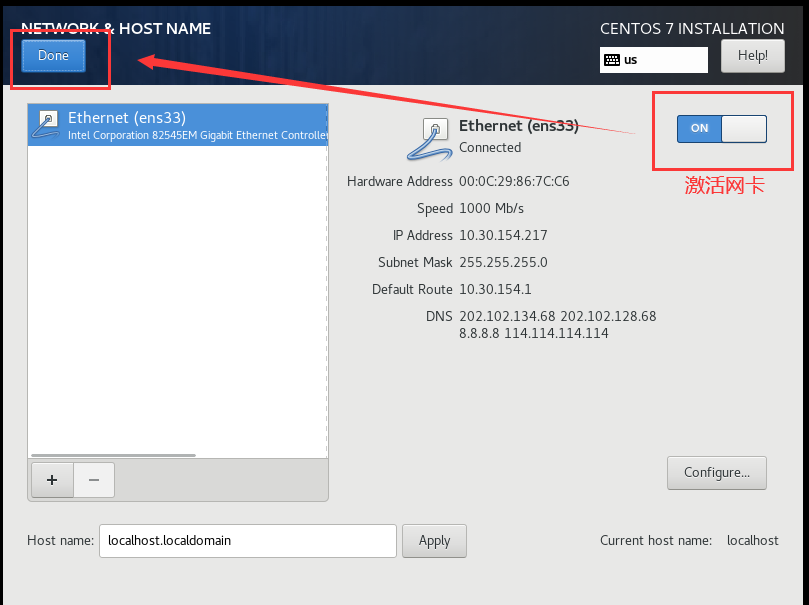 NETWORK & HOST NAME
CENTOS 7 INSTALLATION
Done
us
Help!
Ethernet (ens33)
Intel Corporation 82545EM Gigabit Ethernet Controller
Ethernet (ens33)
Connected
ON
激活网卡
Hardware Address 00:0C:29:86:7C:C6
Speed 1000 Mb/s
IP Address 10.30.154.217
Subnet Mask 255.255.255.0
Default Route 10.30.154.1
DNS 202.102.134.68 202.102.128.68
8.8.8.8 114.114.114.114
+ −
Configure...
Host name: localhost.localdomain Apply Current host name: localhost